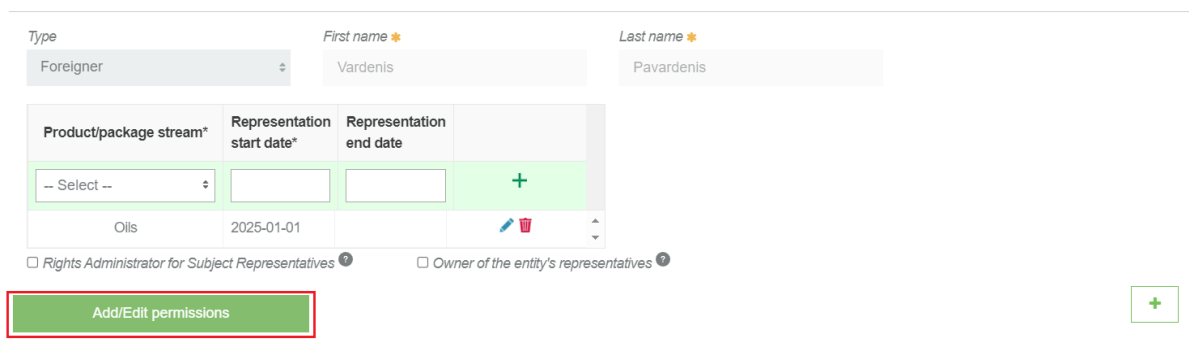 Type First name * Last name *
Foreigner Vardenis Pavardenis
Product/package stream* Representation start date* Representation end date
-- Select --
Oils 2025-01-01
Rights Administrator for Subject Representatives ? Owner of the entity's representatives ?
Add/Edit permissions +